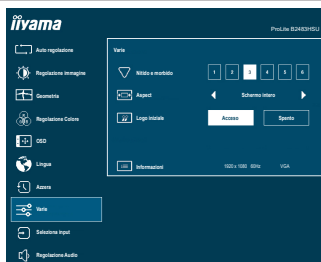 iiyama
ProLite B2483HSU
Auto regolazione
Regolazione Immagine
Geometria
Regolazione Colore
OSD
Lingua
Azzera
Varie
Seleziona input
Regolazione Audio
Varie
Nitido e morbido
1 2 3 4 5 6
Aspect
Schermo intero
Logo iniziale
Acceso Spento
Informazioni
1920 x 1080 60Hz VGA